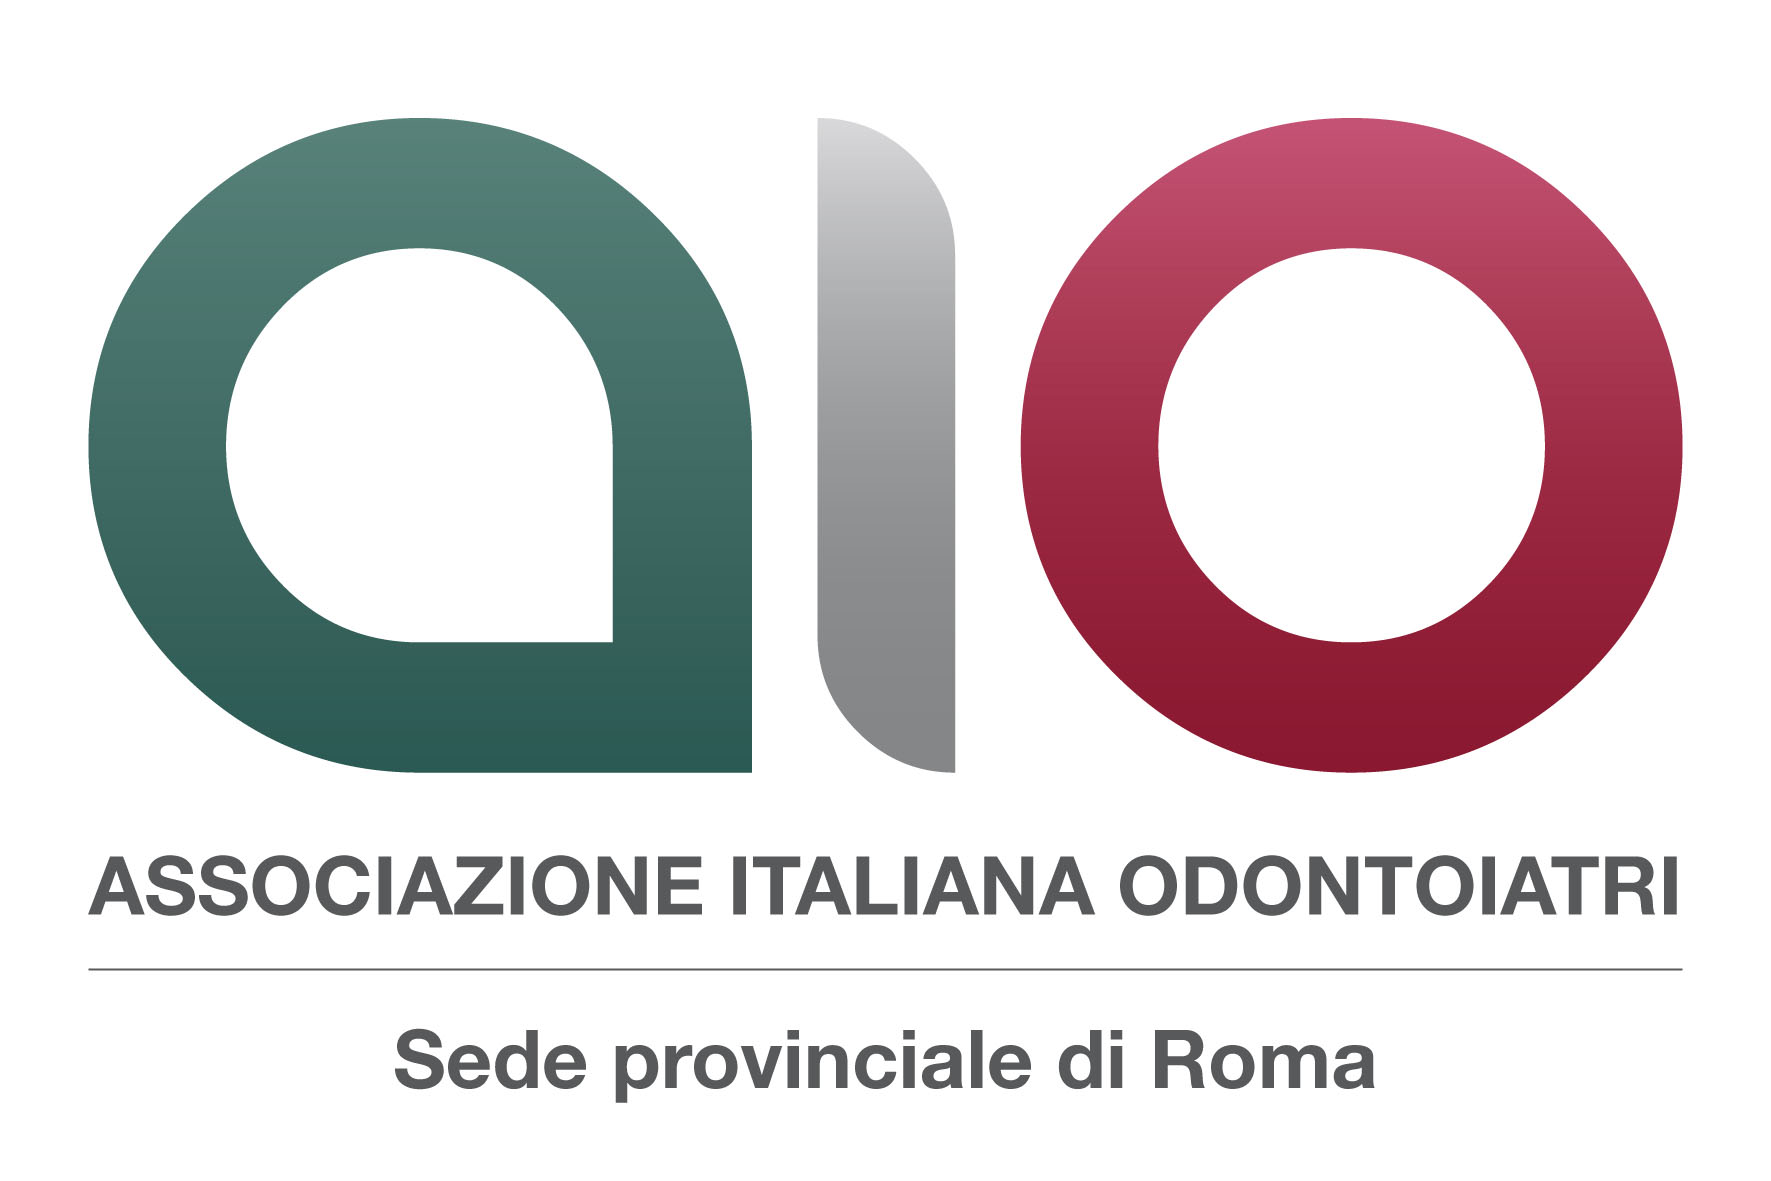 aio
ASSOCIAZIONE ITALIANA ODONTOIATRI
Sede provinciale di Roma